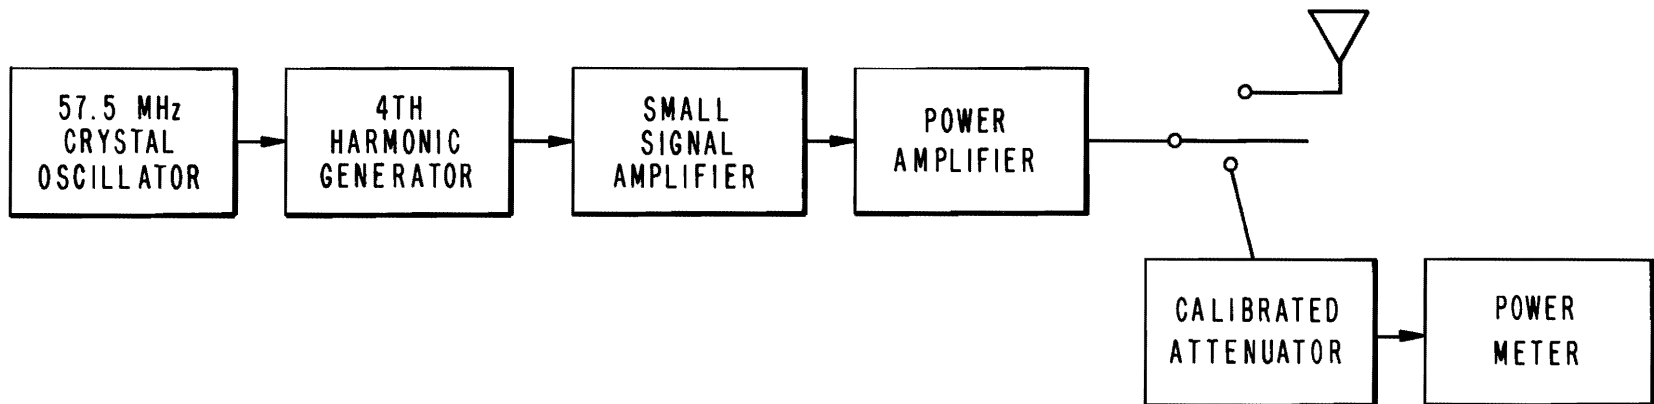 57.5 MHz
CRYSTAL
OSCILLATOR
4TH
HARMONIC
GENERATOR
SMALL
SIGNAL
AMPLIFIER
POWER
AMPLIFIER
CALIBRATED
ATTENUATOR
POWER
METER